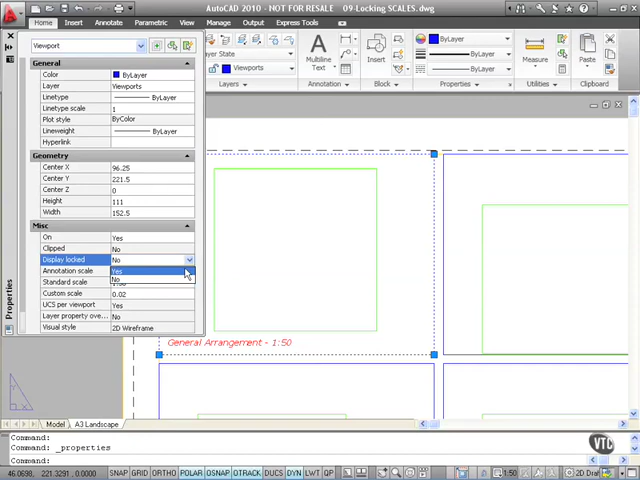 AutoCAD 2010 - NOT FOR RESALE 09-Locking SCALES.dwg
Home Insert Annotate Parametric View Manage Output Express Tools
Viewport
General
Color ByLayer
Layer Viewports
Linetype ByLayer
Linetype scale 1
Plot style ByColor
Lineweight ByLayer
Hyperlink
Geometry
Center X 96.25
Center Y 221.5
Center Z 0
Height 111
Width 152.5
Misc
On Yes
Clipped No
Display locked No
Annotation scale Yes
No
Standard scale
Custom scale 0.02
UCS per viewport Yes
Layer property ove... No
Visual style 2D Wireframe
Properties
Layer State
Viewports
Layers
Multiline
Text
Annotation
Insert
Block
ByLayer
Properties
Measure
Utilities
Paste
Clipboard
General Arrangement - 1:50
Model A3 Landscape
Command:
Command: _properties
Command:
VTC
46.0698, 221.3291, 0.0000 SNAP GRID ORTHO POLAR OSNAP OTRACK DUCS DYN LWT QP 1:50 2D Draf